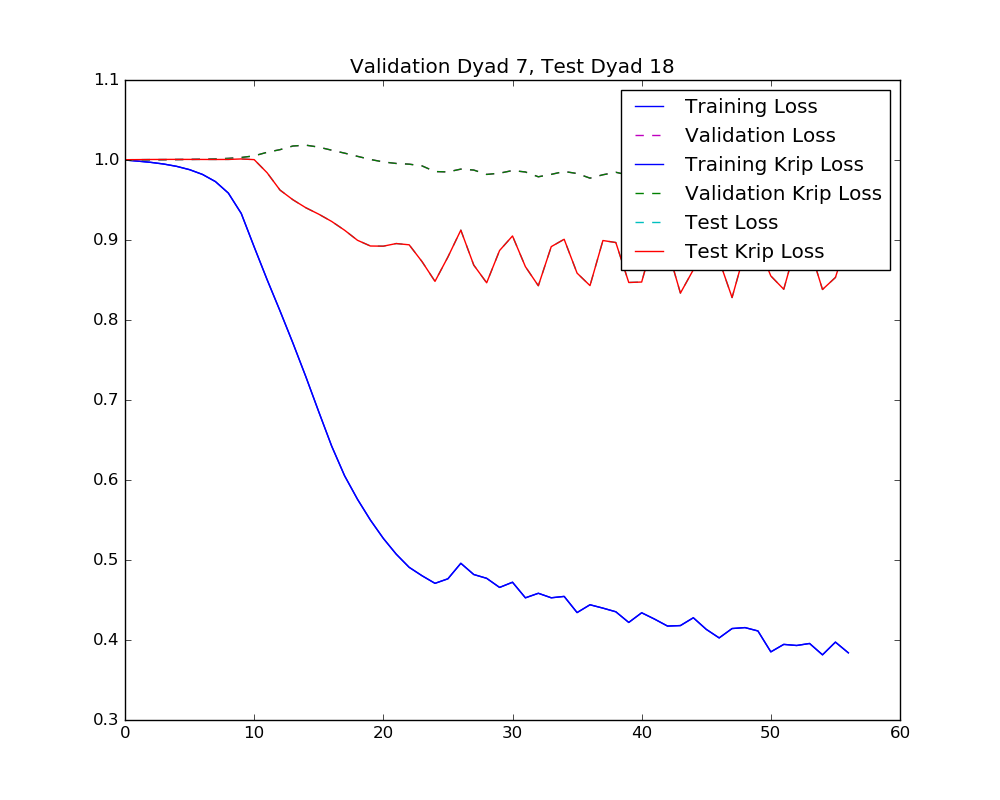 Validation Dyad 7, Test Dyad 18
1.1
1.0
0.9
0.8
0.7
0.6
0.5
0.4
0.3
0 10 20 30 40 50 60
Training Loss
Validation Loss
Training Krip Loss
Validation Krip Loss
Test Loss
Test Krip Loss